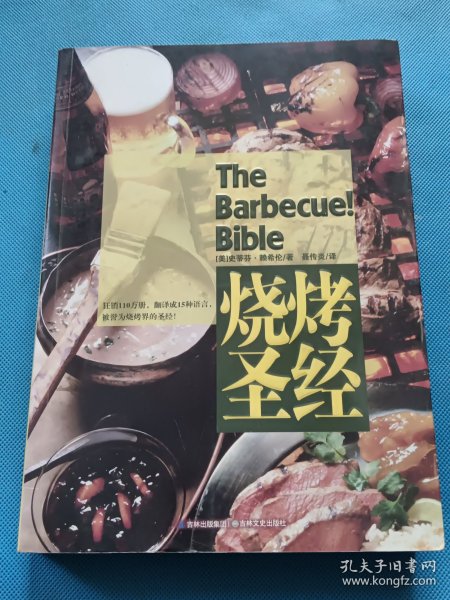 The
Barbecue!
Bible
[美]史蒂芬·赖希伦/著 聂传炎/译
狂销110万册，翻译成15种语言，
被誉为烧烤界的圣经！
烧烤
圣经
吉林出版集团 吉林文史出版社
孔夫子旧书网
www.kongfz.com